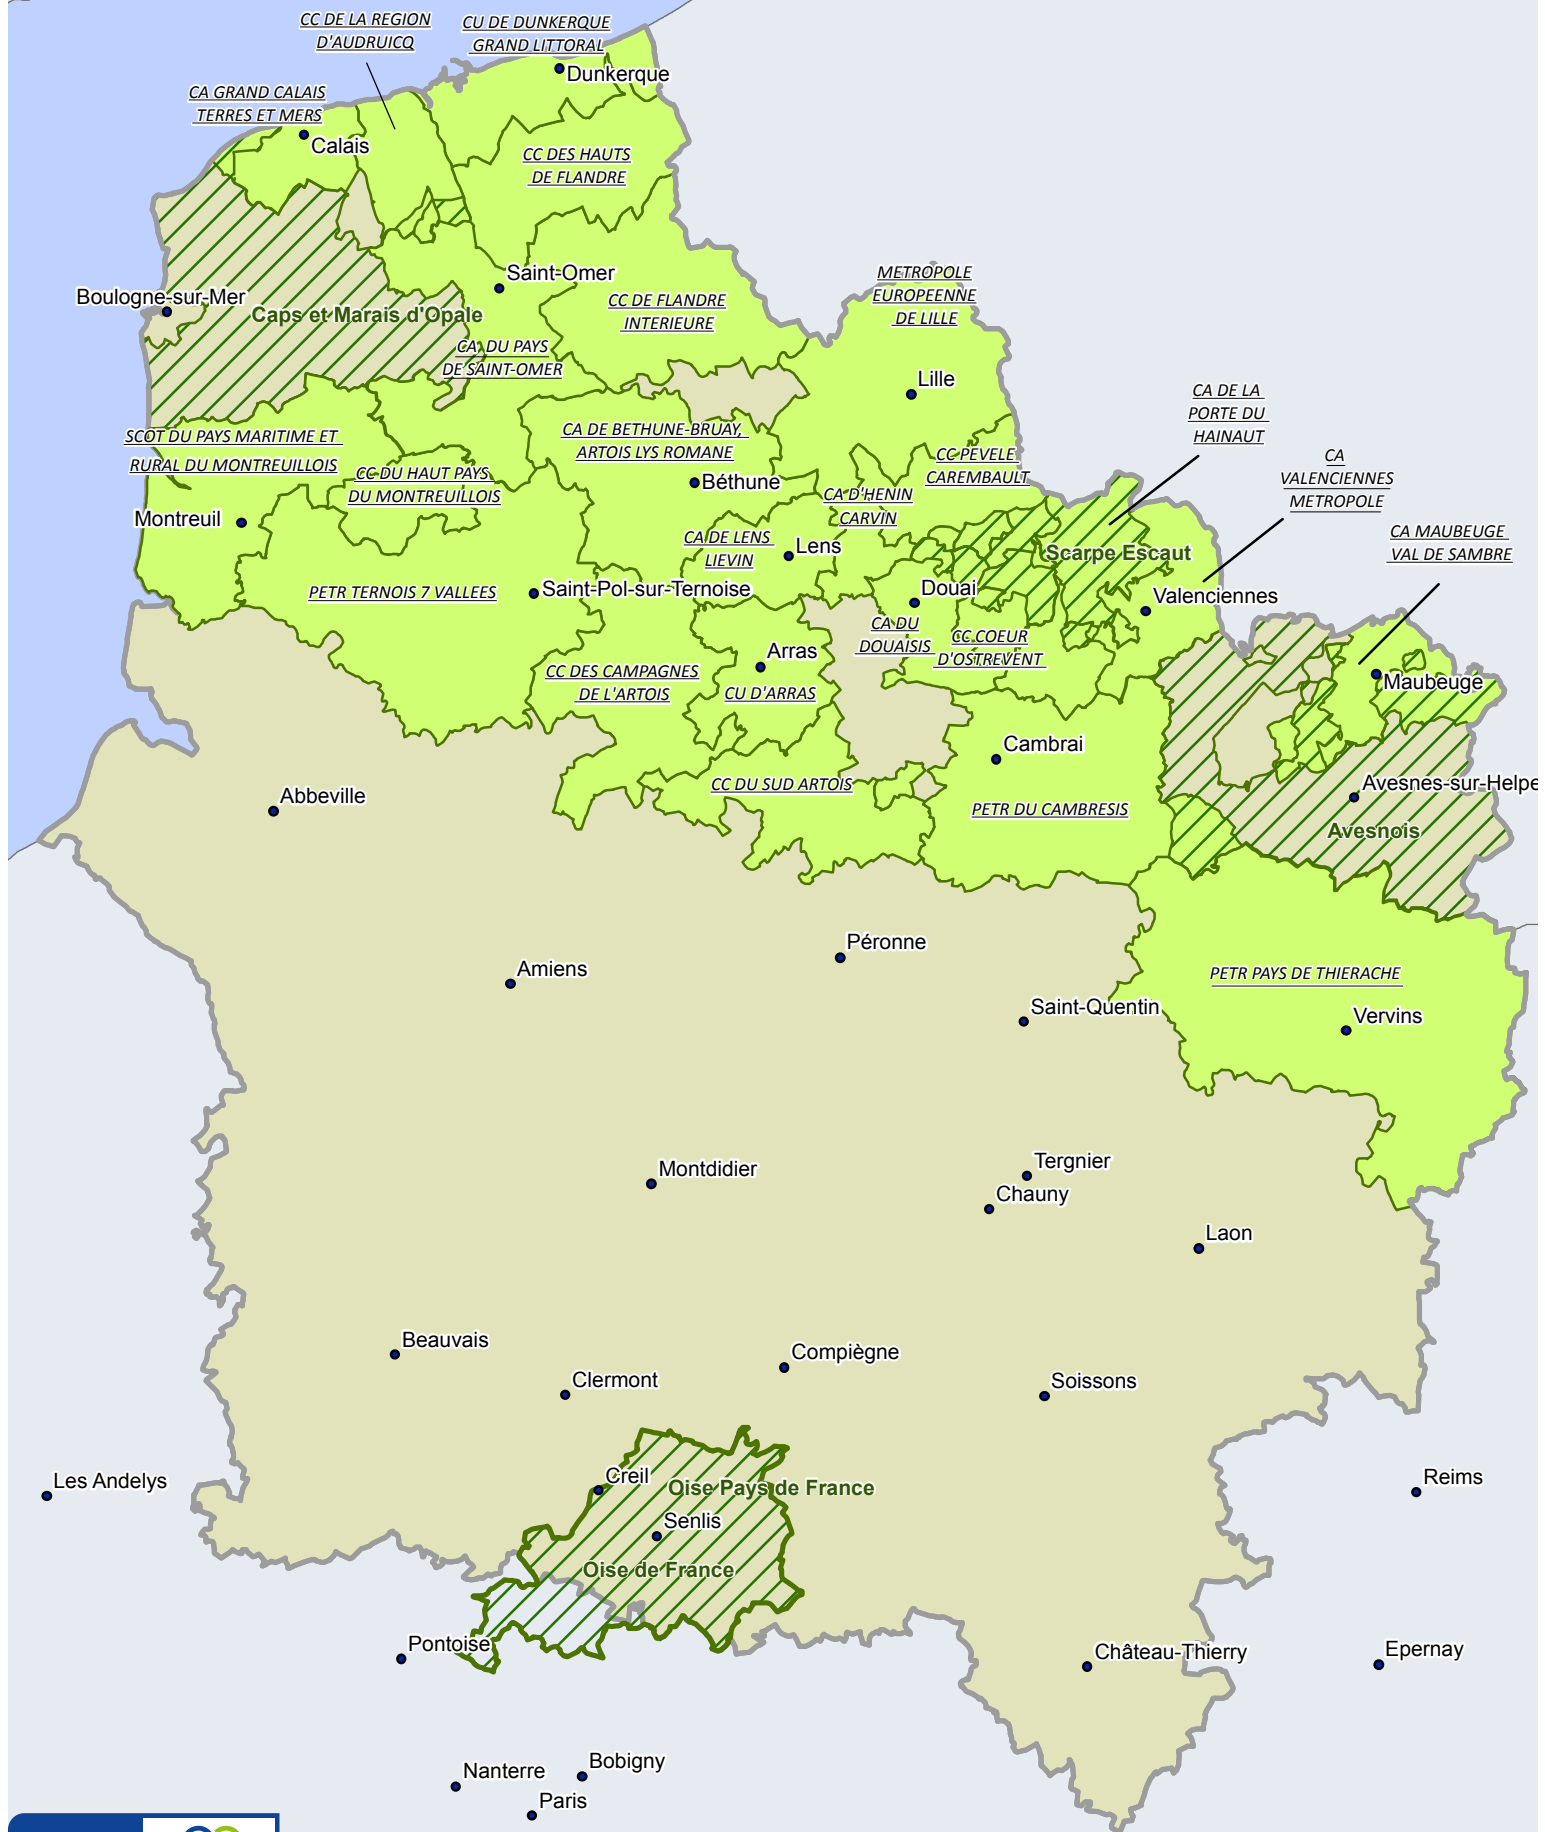 CC DE LA REGION
D'AUDRUICQ
CU DE DUNKERQUE
GRAND LITTORAL
Dunkerque
CA GRAND CALAIS
TERRES ET MERS
Calais
CC DES HAUTS
DE FLANDRE
Saint-Omer
METROPOLE
EUROPEENNE
DE LILLE
Boulogne-sur-Mer
Caps et Marais d'Opale
CC DE FLANDRE
INTERIEURE
CA DU PAYS
DE SAINT-OMER
Lille
CA DE LA
PORTE DU
HAINAUT
SCOT DU PAYS MARITIME ET
RURAL DU MONTREUILLOIS
CA DE BETHUNE-BRUAY,
ARTOIS LYS ROMANE
CC PEVELE
CAREMBAULT
CA
VALENCIENNES
METROPOLE
CC DU HAUT PAYS
DU MONTREUILLOIS
Béthune
CA D'HENIN
CARVIN
Montreuil
CA DE LENS
LIEVIN
Lens
Scarpe Escaut
CA MAUBEUGE
VAL DE SAMBRE
PETR TERNOIS 7 VALLEES
Saint-Pol-sur-Ternoise
Douai
Valenciennes
CA DU
DOUAISIS
CC COEUR
D'OSTREVENT
Arras
CC DES CAMPAGNES
DE L'ARTOIS
CU D'ARRAS
Maubeuge
Cambrai
CC DU SUD ARTOIS
Avesnes-sur-Helpe
Abbeville
PETR DU CAMBRESIS
Avesnois
Péronne
Amiens
PETR PAYS DE THIERACHE
Saint-Quentin
Vervins
Montdidier
Tergnier
Chauny
Laon
Beauvais
Compiègne
Clermont
Soissons
Les Andelys
Creil
Oise Pays de France
Reims
Senlis
Oise de France
Pontoise
Château-Thierry
Epernay
Nanterre
Bobigny
Paris